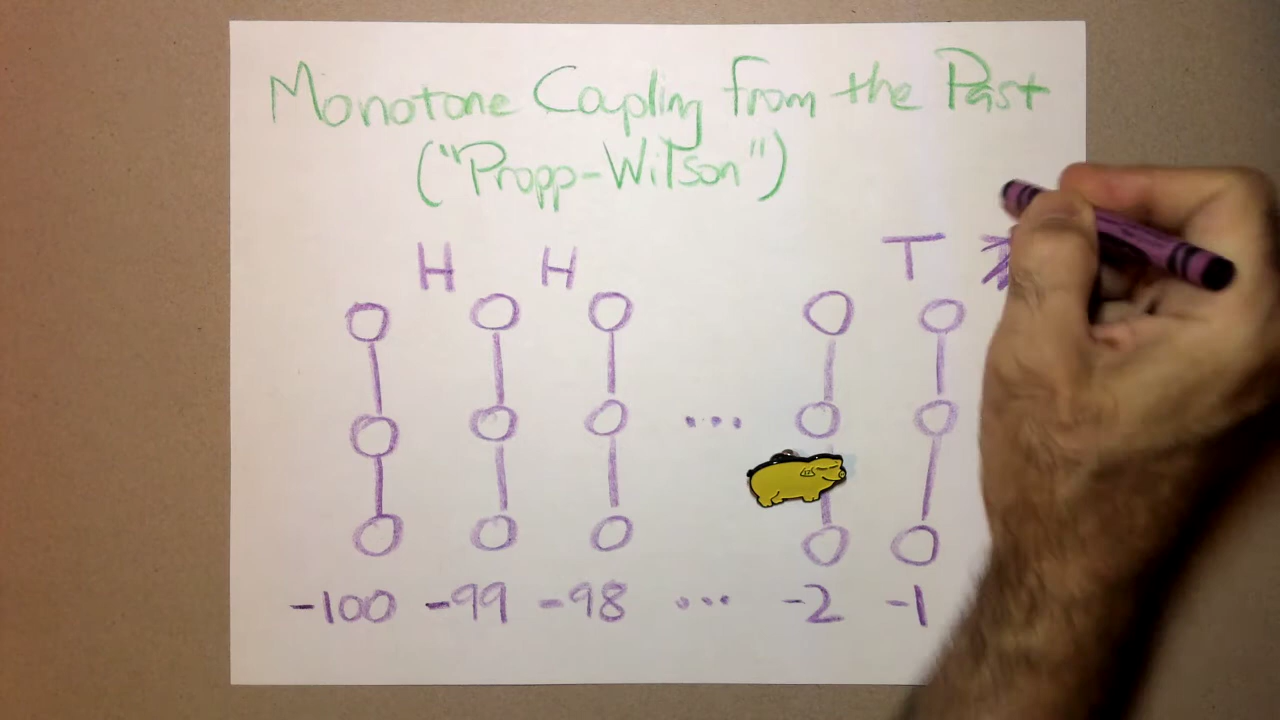 Monotone Coupling from the Past
("Propp-Wilson")
H H T
...
-100 -99 -98 ... -2 -1